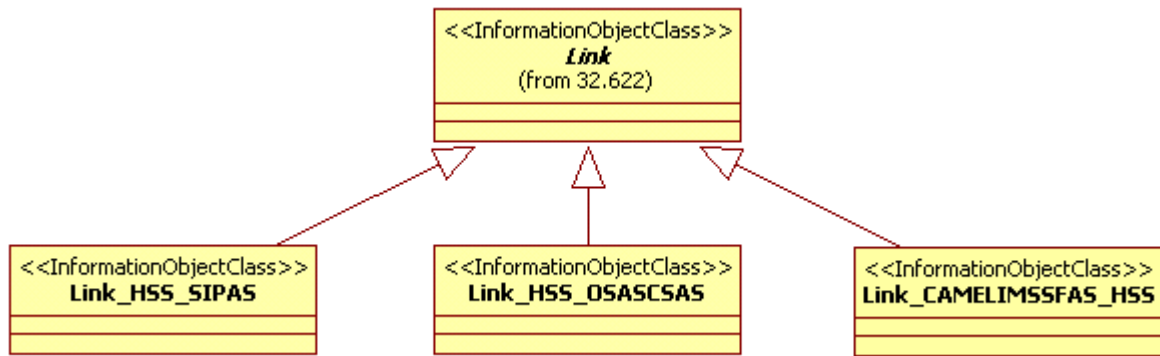 <<InformationObjectClass>>
Link
(from 32.622)
<<InformationObjectClass>>
Link_HSS_SIPAS
<<InformationObjectClass>>
Link_HSS_OSASCSAS
<<InformationObjectClass>>
Link_CAMELIMSSFAS_HSS